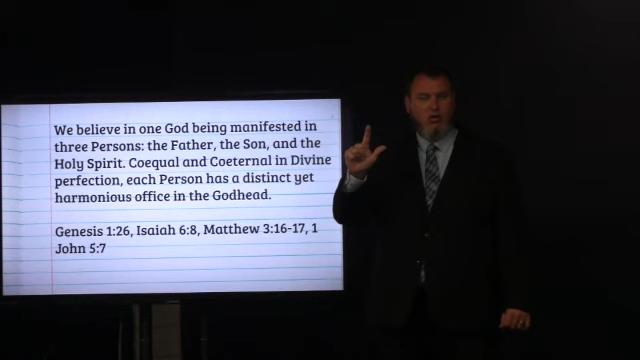 We believe in one God being manifested in
three Persons: the Father, the Son, and the
Holy Spirit. Coequal and Coeternal in Divine
perfection, each Person has a distinct yet
harmonious office in the Godhead.
Genesis 1:26, Isaiah 6:8, Matthew 3:16-17, 1
John 5:7